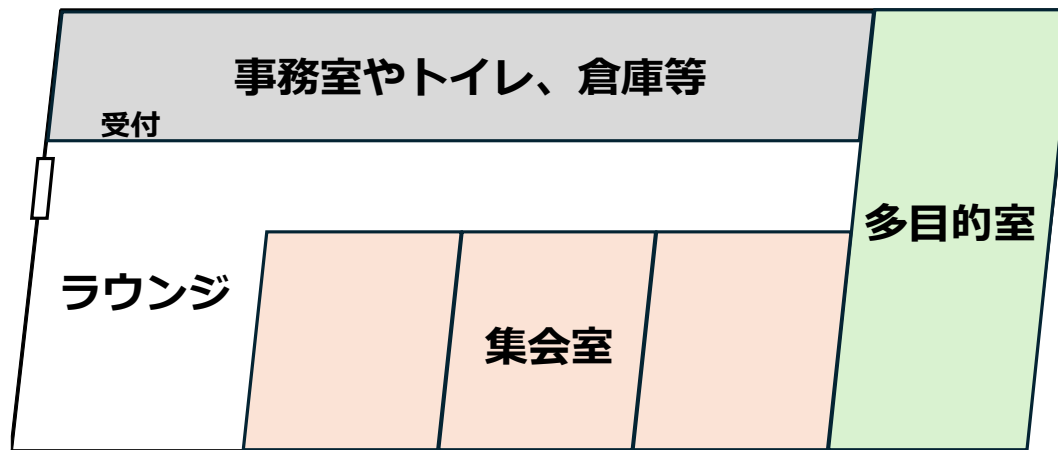 事務室やトイレ、倉庫等
受付
多目的室
ラウンジ
集会室